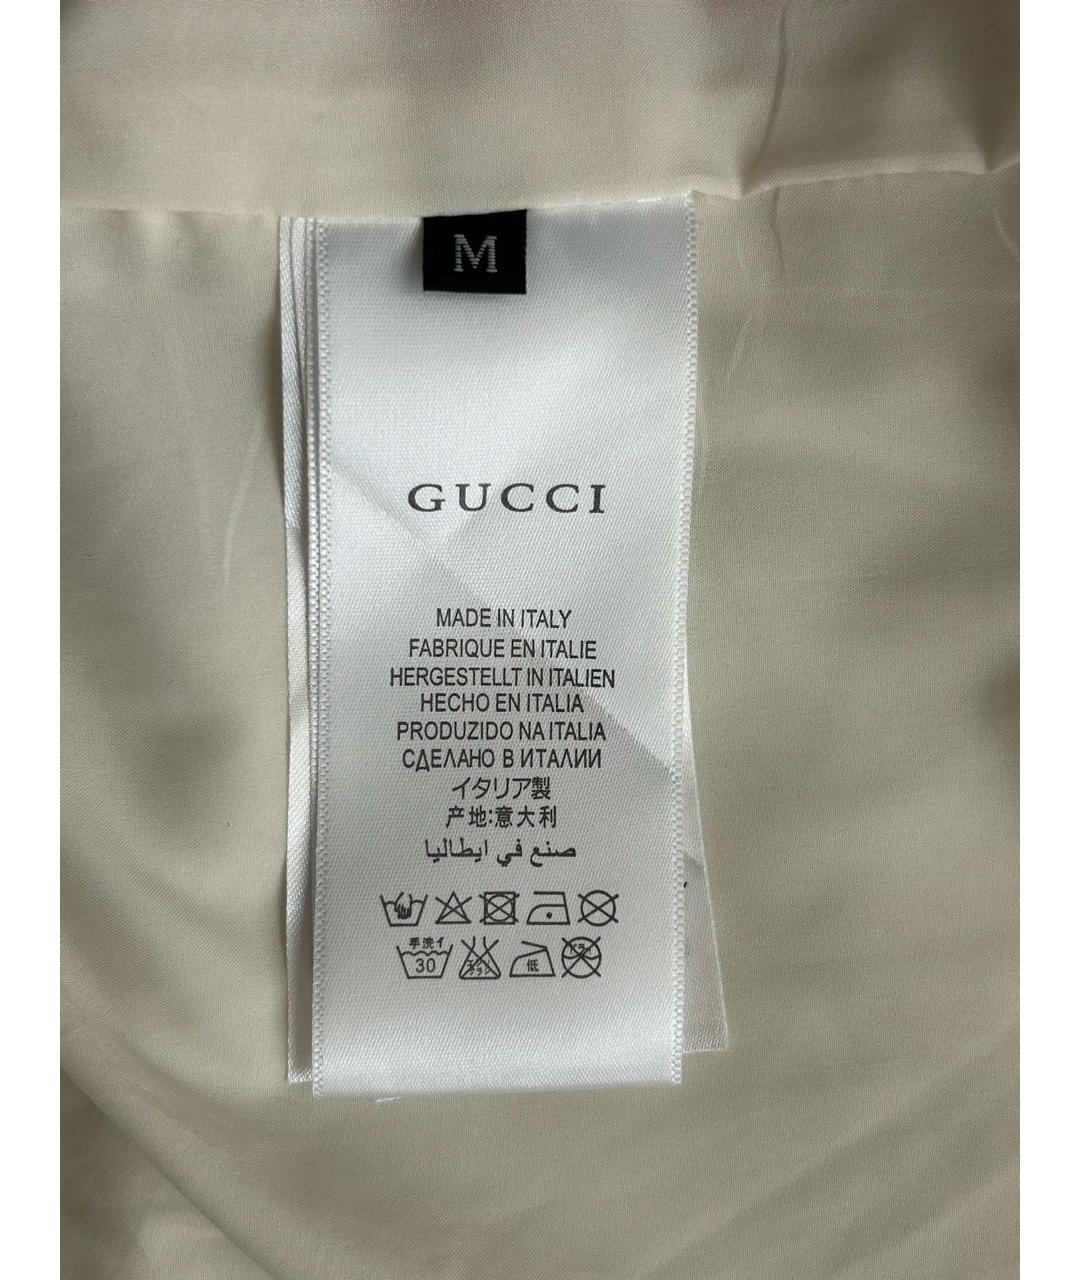 M
GUCCI
MADE IN ITALY
FABRIQUE EN ITALIE
HERGESTELLT IN ITALIEN
HECHO EN ITALIA
PRODUZIDO NA ITALIA
СДЕЛАНО В ИТАЛИИ
イタリア製
产地:意大利
صنع في ايطاليا
手洗イ
30
低